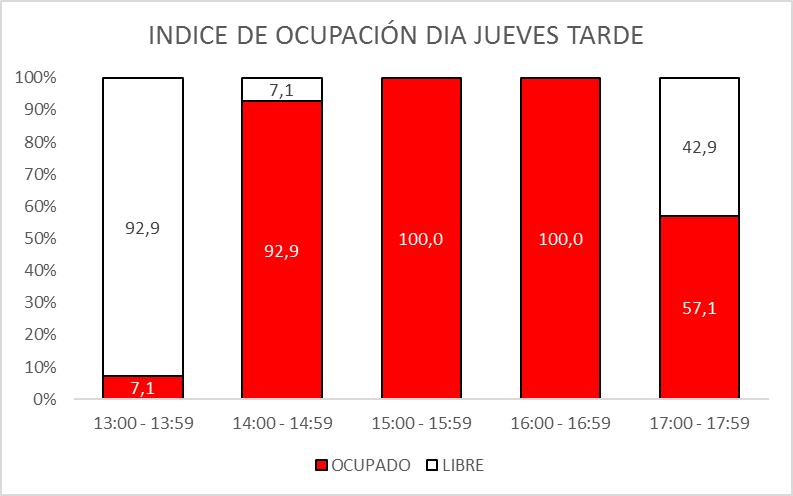 INDICE DE OCUPACIÓN DIA JUEVES TARDE
100%
90%
80%
70%
60%
50%
40%
30%
20%
10%
0%
92,9
7,1
7,1
92,9
100,0
100,0
42,9
57,1
13:00 - 13:59
14:00 - 14:59
15:00 - 15:59
16:00 - 16:59
17:00 - 17:59
OCUPADO
LIBRE